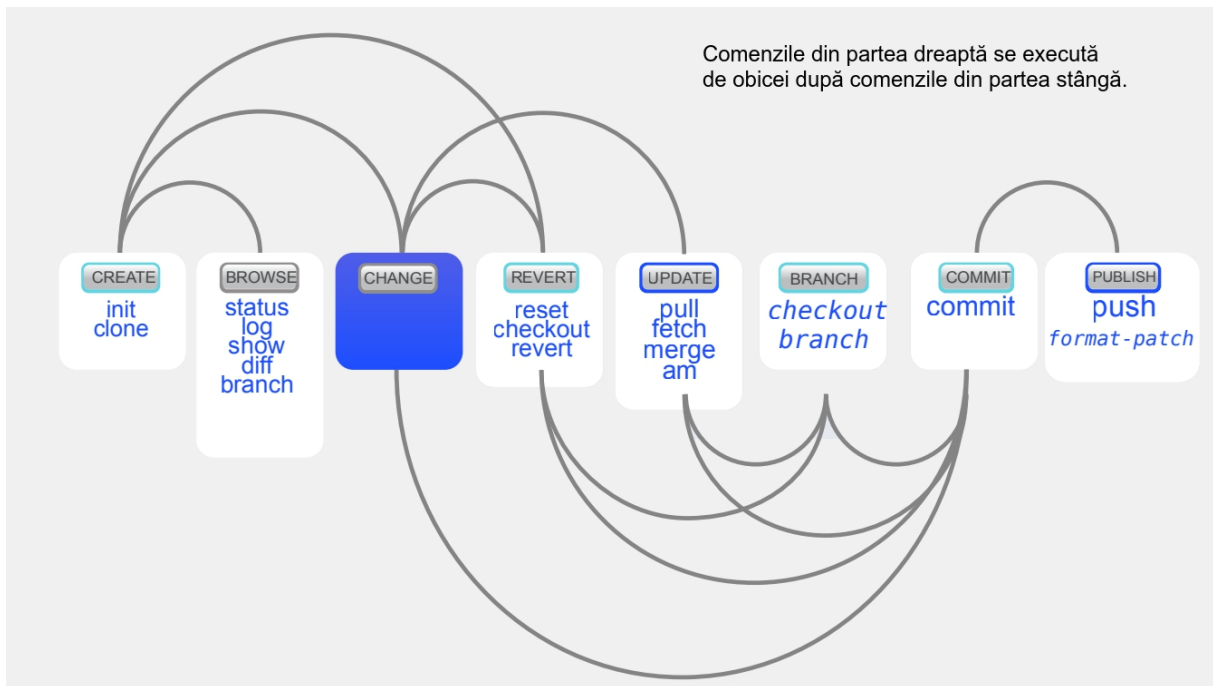 Comenzile din partea dreaptă se execută
de obicei după comenzile din partea stângă.
CREATE
init
clone
BROWSE
status
log
show
diff
branch
CHANGE
REVERT
reset
checkout
revert
UPDATE
pull
fetch
merge
am
BRANCH
checkout
branch
COMMIT
commit
PUBLISH
push
format-patch